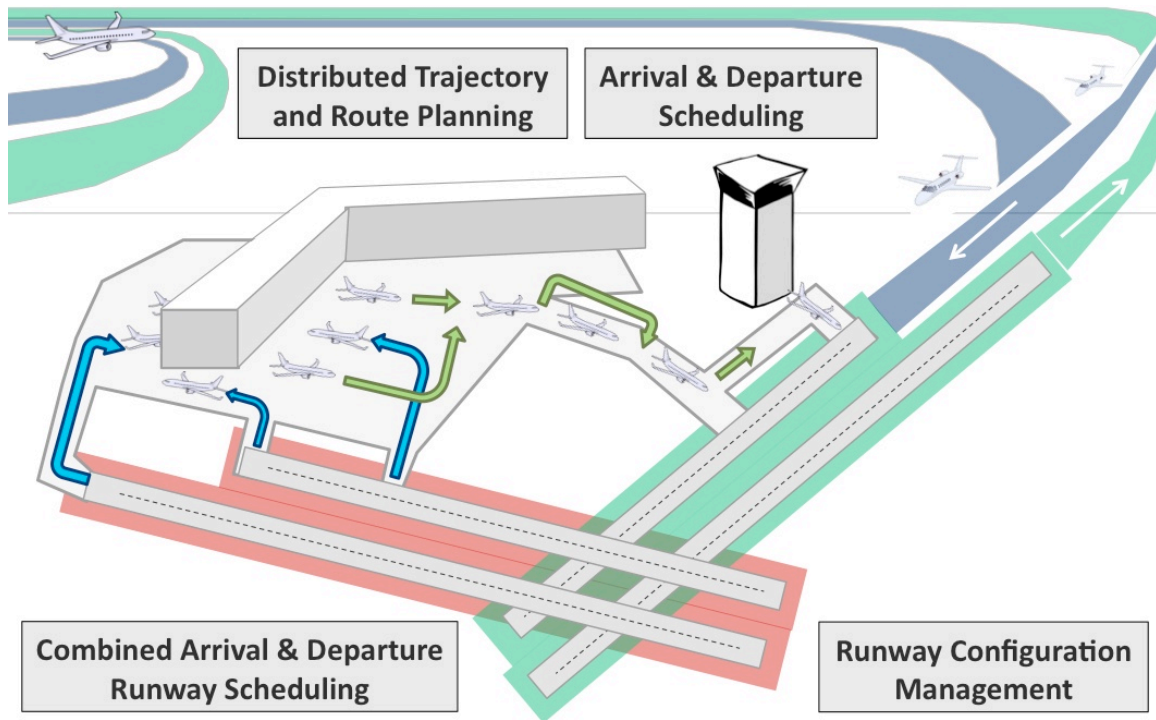 Distributed Trajectory
and Route Planning
Arrival & Departure
Scheduling
Combined Arrival & Departure
Runway Scheduling
Runway Configuration
Management